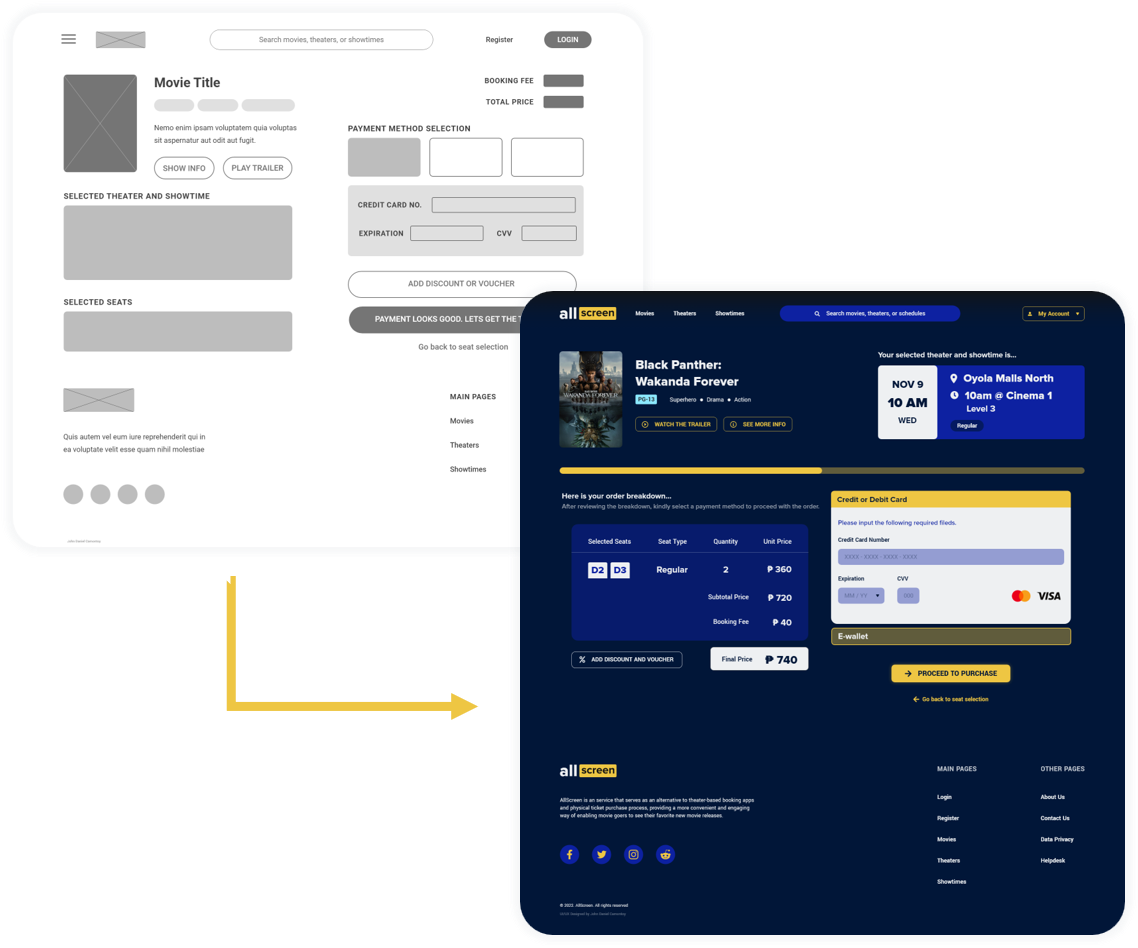 Search movies, theaters, or showtimes
Register
LOGIN
Movie Title
Nemo enim ipsam voluptatem quia voluptas
sit aspernatur aut odit aut fugit.
SHOW INFO
PLAY TRAILER
SELECTED THEATER AND SHOWTIME
SELECTED SEATS
BOOKING FEE
TOTAL PRICE
PAYMENT METHOD SELECTION
CREDIT CARD NO.
EXPIRATION
CVV
ADD DISCOUNT OR VOUCHER
PAYMENT LOOKS GOOD. LETS GET THE
Go back to seat selection
Quis autem vel eum iure reprehenderit qui in
ea voluptate velit esse quam nihil molestiae
MAIN PAGES
Movies
Theaters
Showtimes
all screen
Movies
Theaters
Showtimes
Search movies, theaters, or schedules
My Account
WAKANDA FOREVER
Black Panther:
Wakanda Forever
PG-13
Superhero • Drama • Action
WATCH THE TRAILER
SEE MORE INFO
Your selected theater and showtime is...
NOV 9
10 AM
WED
Oyola Malls North
10am @ Cinema 1
Level 3
Regular
Here is your order breakdown...
After reviewing the breakdown, kindly select a payment method to proceed with the order.
Selected Seats Seat Type Quantity Unit Price
D2 D3 Regular 2 ₱ 360
Subtotal Price ₱ 720
Booking Fee ₱ 40
ADD DISCOUNT AND VOUCHER
Final Price ₱ 740
Credit or Debit Card
Please input the following required fileds.
Credit Card Number
XXXX - XXXX - XXXX - XXXX
Expiration
CVV
MM / YY
000
VISA
E-wallet
PROCEED TO PURCHASE
Go back to seat selection
all screen
AllScreen is an service that serves as an alternative to theater-based booking apps
and physical ticket purchase process, providing a more convenient and engaging
way of enabling movie goers to see their favorite new movie releases.
MAIN PAGES
Login
Register
Movies
Theaters
Showtimes
OTHER PAGES
About Us
Contact Us
Data Privacy
Helpdesk
© 2022. AllScreen. All rights reserved